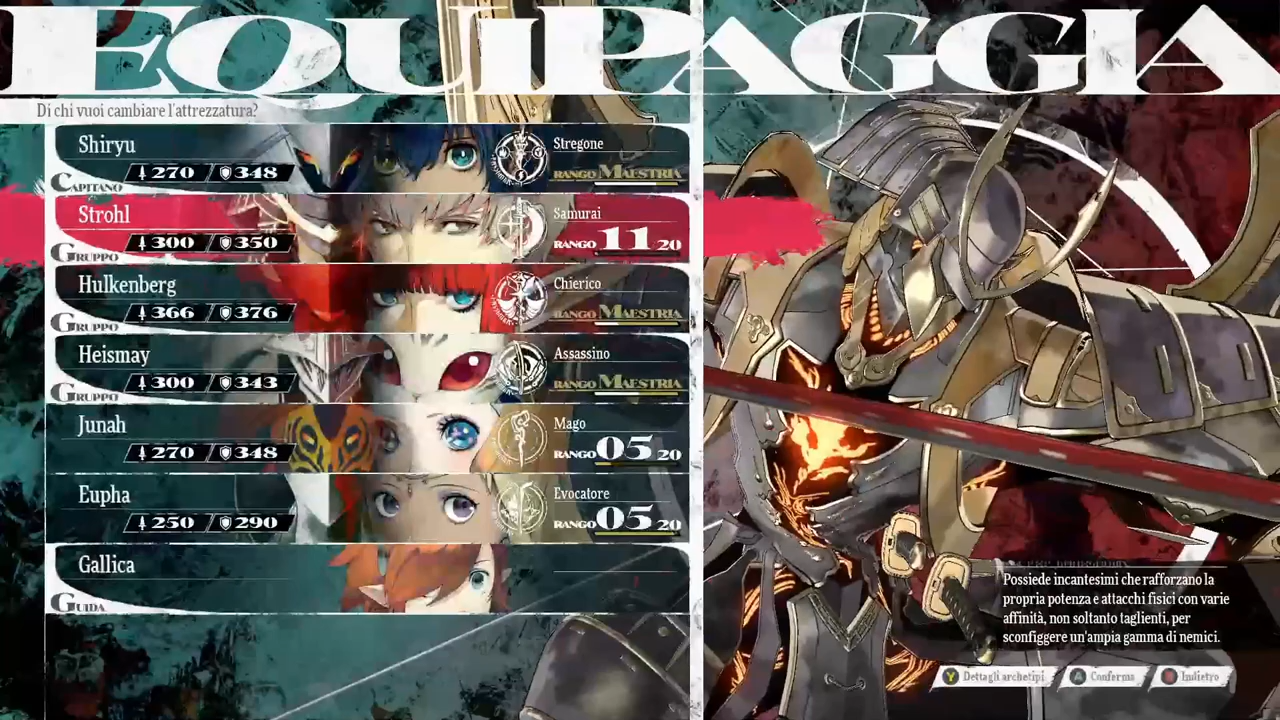 EQUIPAGGIA
Di chi vuoi cambiare l'attrezzatura?
Shiryu
270 348
CAPITANO
Stregone
RANGO MAESTRIA
Strohl
300 350
GRUPPO
Samurai
RANGO 11 20
Hulkenberg
366 376
GRUPPO
Chierico
RANGO MAESTRIA
Heismay
300 343
GRUPPO
Assassino
RANGO MAESTRIA
Junah
270 348
Mago
RANGO 05 20
Eupha
250 290
Evocatore
RANGO 05 20
Gallica
GUIDA
Possiede incantesimi che rafforzano la
propria potenza e attacchi fisici con varie
affinità, non soltanto taglienti, per
sconfiggere un'ampia gamma di nemici.
Y Dettagli archetipi A Conferma Indietro